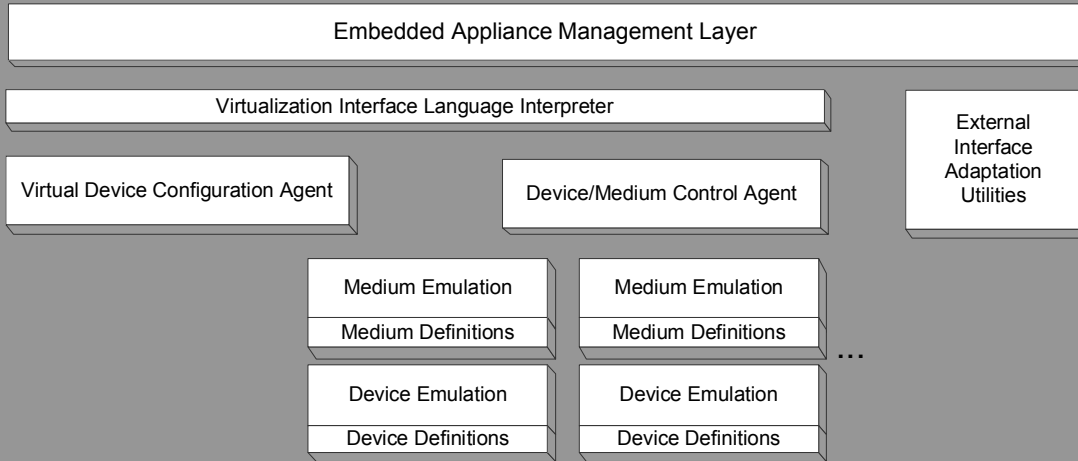 Embedded Appliance Management Layer
Virtualization Interface Language Interpreter
External
Interface
Adaptation
Utilities
Virtual Device Configuration Agent
Device/Medium Control Agent
Medium Emulation
Medium Definitions
Medium Emulation
Medium Definitions
...
Device Emulation
Device Definitions
Device Emulation
Device Definitions